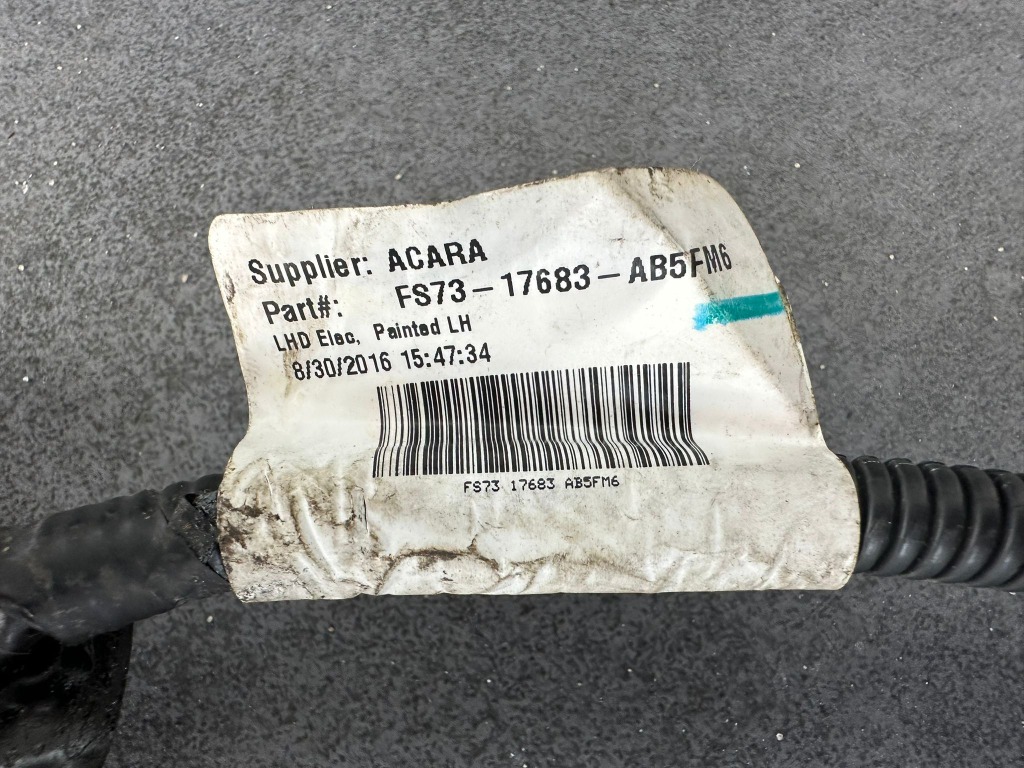 Supplier: ACARA
Part#: FS73-17683-AB5FM6
LHD Elec, Painted LH
8/30/2016 15:47:34
FS73 17683 AB5FM6